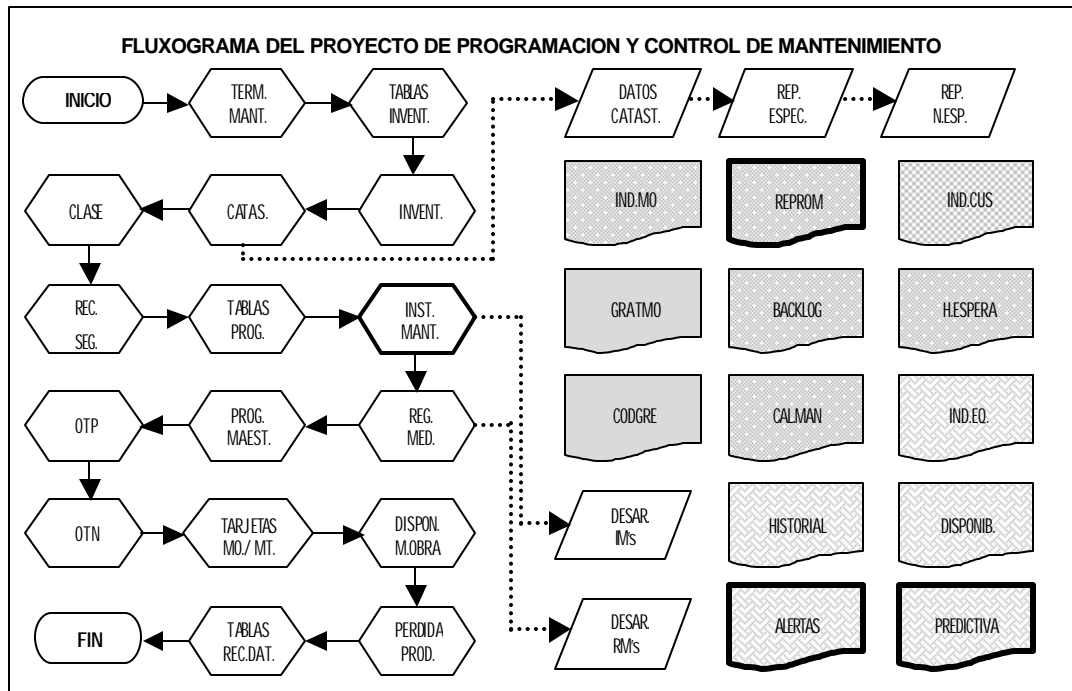 FLUXOGRAMA DEL PROYECTO DE PROGRAMACION Y CONTROL DE MANTENIMIENTO
INICIO
TERM.
MANT.
TABLAS
INVENT.
DATOS
CATAST.
REP.
ESPEC.
REP.
N.ESP.
CLASE
CATAS.
INVENT.
IND.MO
REPROM
IND.CUS
REC.
SEG.
TABLAS
PROG.
INST.
MANT.
GRATMO
BACKLOG
H.ESPERA
OTP
PROG.
MAEST.
REG.
MED.
CODGRE
CALMAN
IND.EQ.
OTN
TARJETAS
MO./ MT.
DISPON.
M.OBRA
DESAR.
IM's
HISTORIAL
DISPONIB.
FIN
TABLAS
REC.DAT.
PERDIDA
PROD.
DESAR.
RM's
ALERTAS
PREDICTIVA